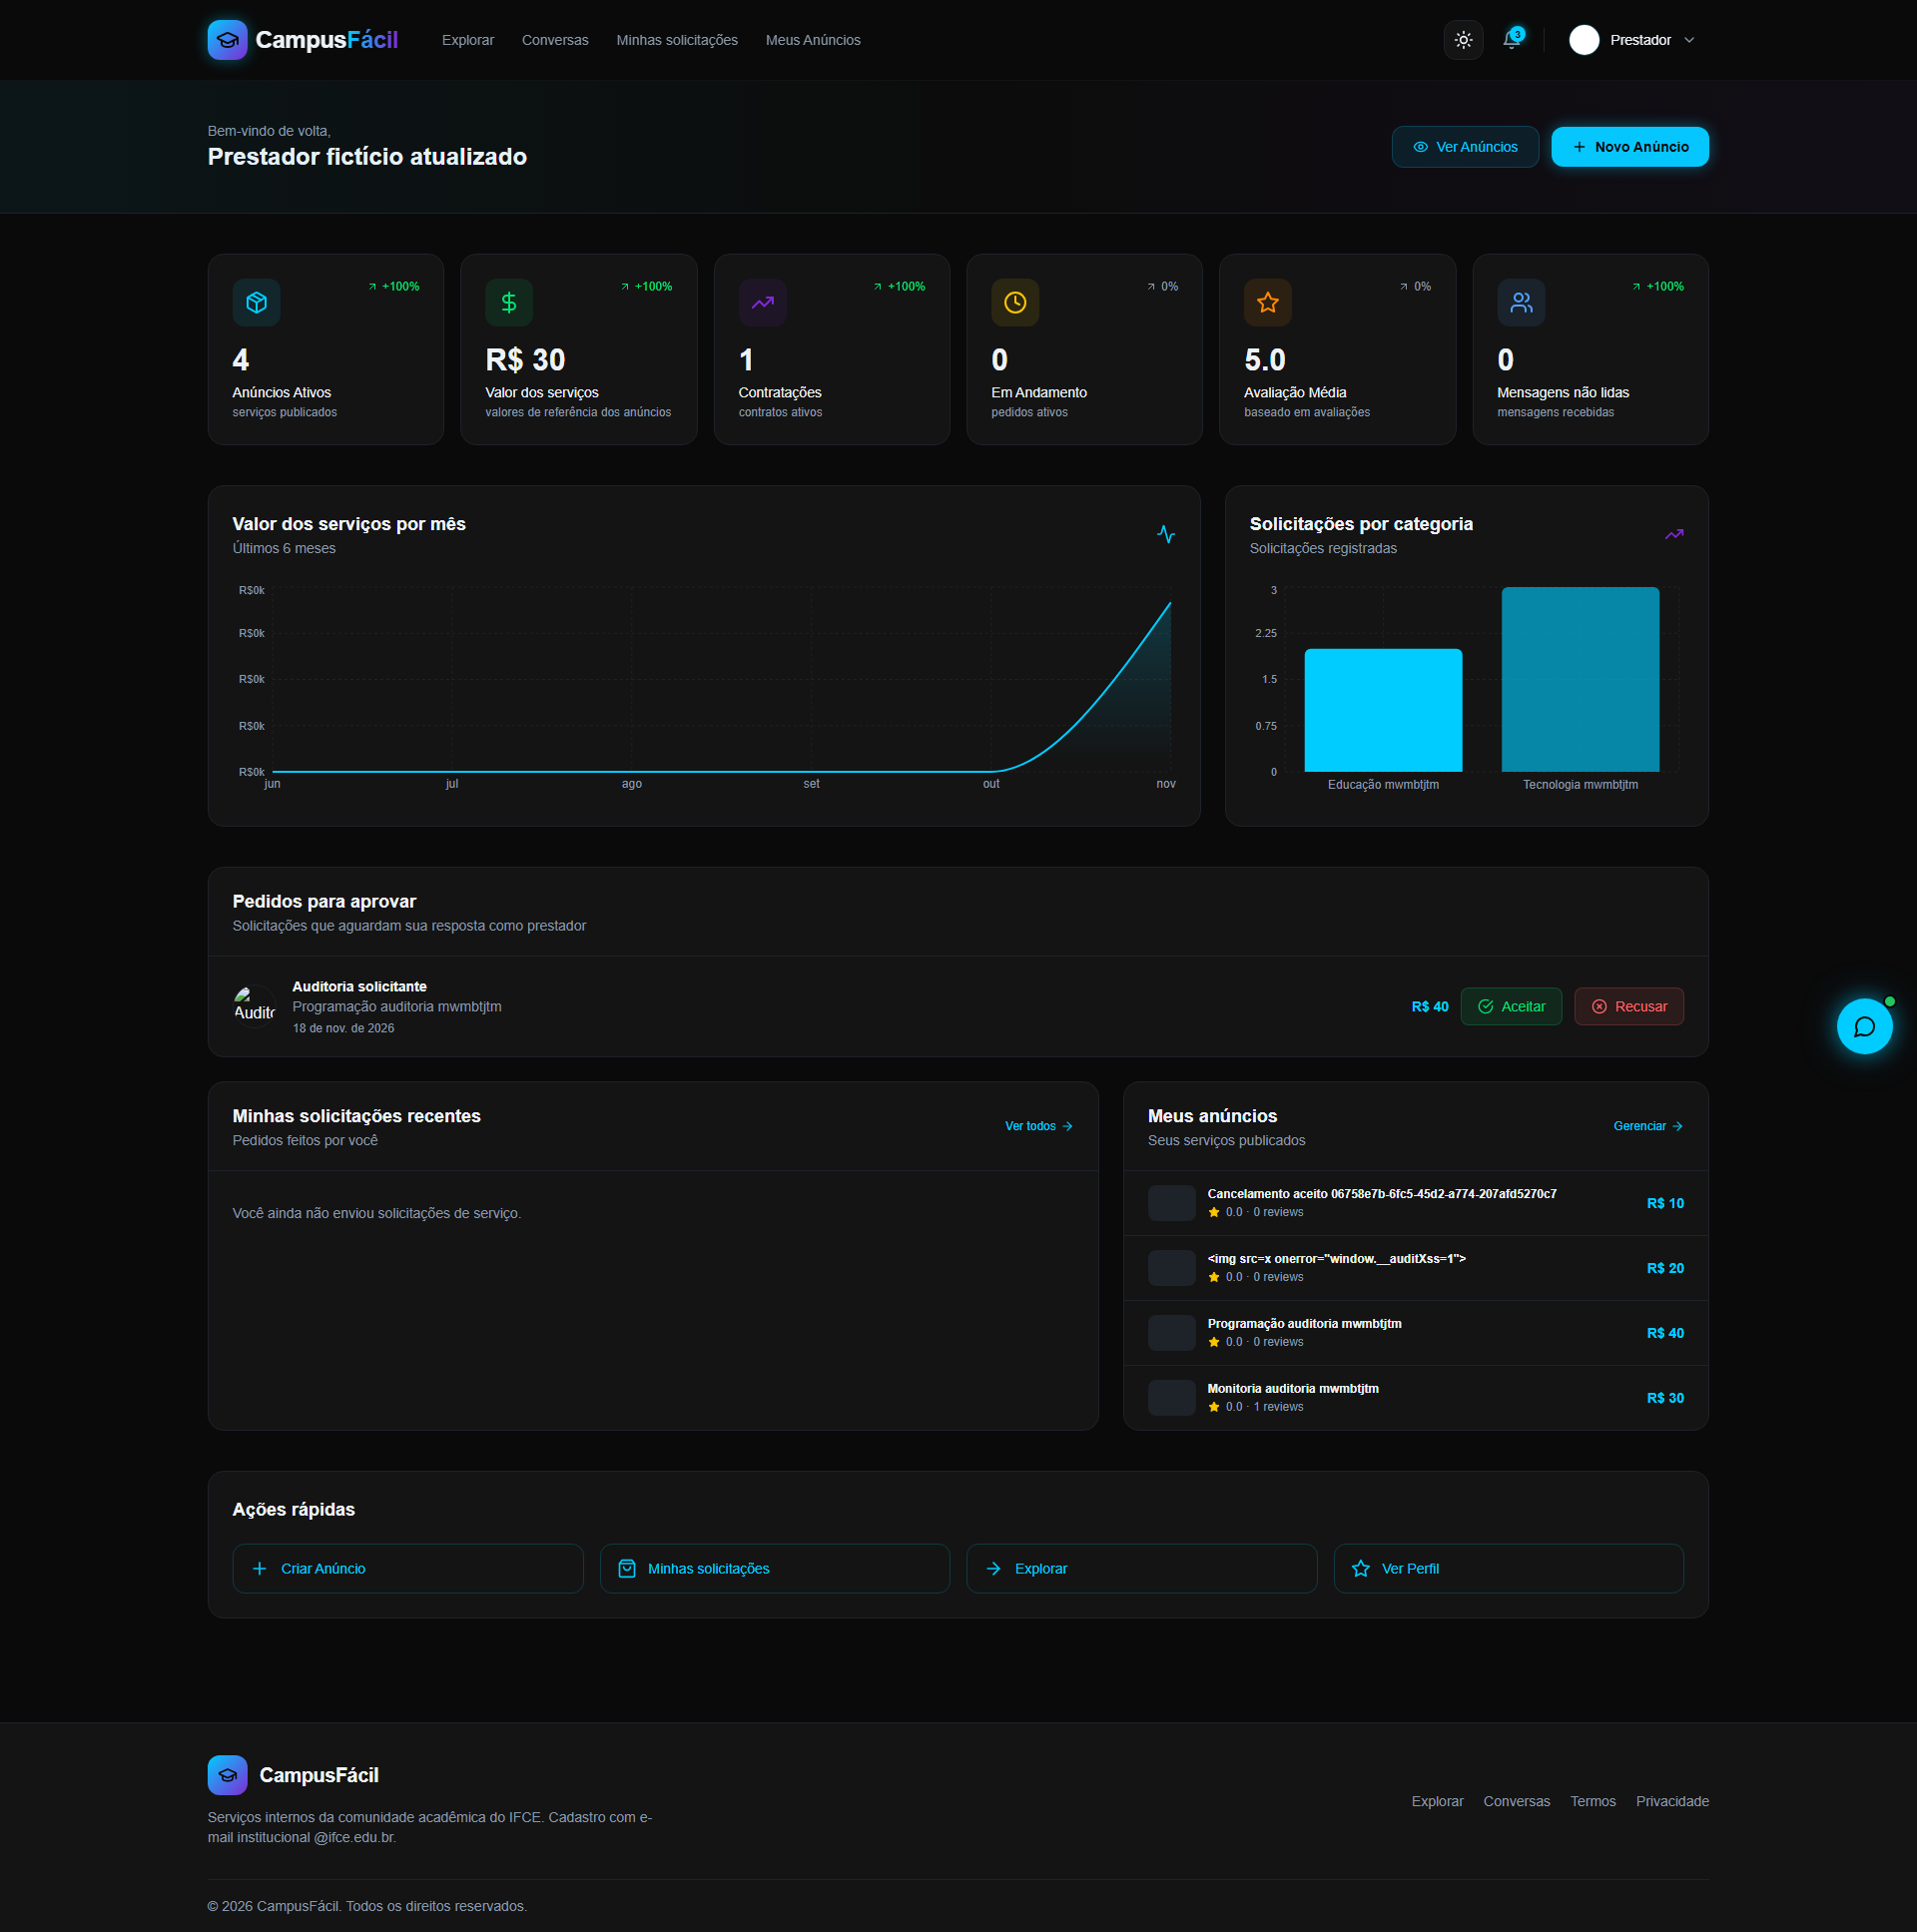 CampusFácil
Explorar
Conversas
Minhas solicitações
Meus Anúncios
3
Prestador
Bem-vindo de volta,
Prestador fictício atualizado
Ver Anúncios
Novo Anúncio
+100%
4
Anúncios Ativos
serviços publicados
+100%
R$ 30
Valor dos serviços
valores de referência dos anúncios
+100%
1
Contratações
contratos ativos
0%
0
Em Andamento
pedidos ativos
0%
5.0
Avaliação Média
baseado em avaliações
+100%
0
Mensagens não lidas
mensagens recebidas
Valor dos serviços por mês
Últimos 6 meses
R$0k
R$0k
R$0k
R$0k
R$0k
jun
jul
ago
set
out
nov
Solicitações por categoria
Solicitações registradas
3
2.25
1.5
0.75
0
Educação mwmbtjtm
Tecnologia mwmbtjtm
Pedidos para aprovar
Solicitações que aguardam sua resposta como prestador
Audito
Auditoria solicitante
Programação auditoria mwmbtjtm
18 de nov. de 2026
R$ 40
Aceitar
Recusar
Minhas solicitações recentes
Pedidos feitos por você
Ver todos
Você ainda não enviou solicitações de serviço.
Meus anúncios
Seus serviços publicados
Gerenciar
Cancelamento aceito 06758e7b-6fc5-45d2-a774-207afd5270c7
0.0 · 0 reviews
R$ 10
<img src=x onerror="window.__auditXss=1">
0.0 · 0 reviews
R$ 20
Programação auditoria mwmbtjtm
0.0 · 0 reviews
R$ 40
Monitoria auditoria mwmbtjtm
0.0 · 1 reviews
R$ 30
Ações rápidas
Criar Anúncio
Minhas solicitações
Explorar
Ver Perfil
CampusFácil
Serviços internos da comunidade acadêmica do IFCE. Cadastro com e-
mail institucional @ifce.edu.br.
Explorar
Conversas
Termos
Privacidade
© 2026 CampusFácil. Todos os direitos reservados.